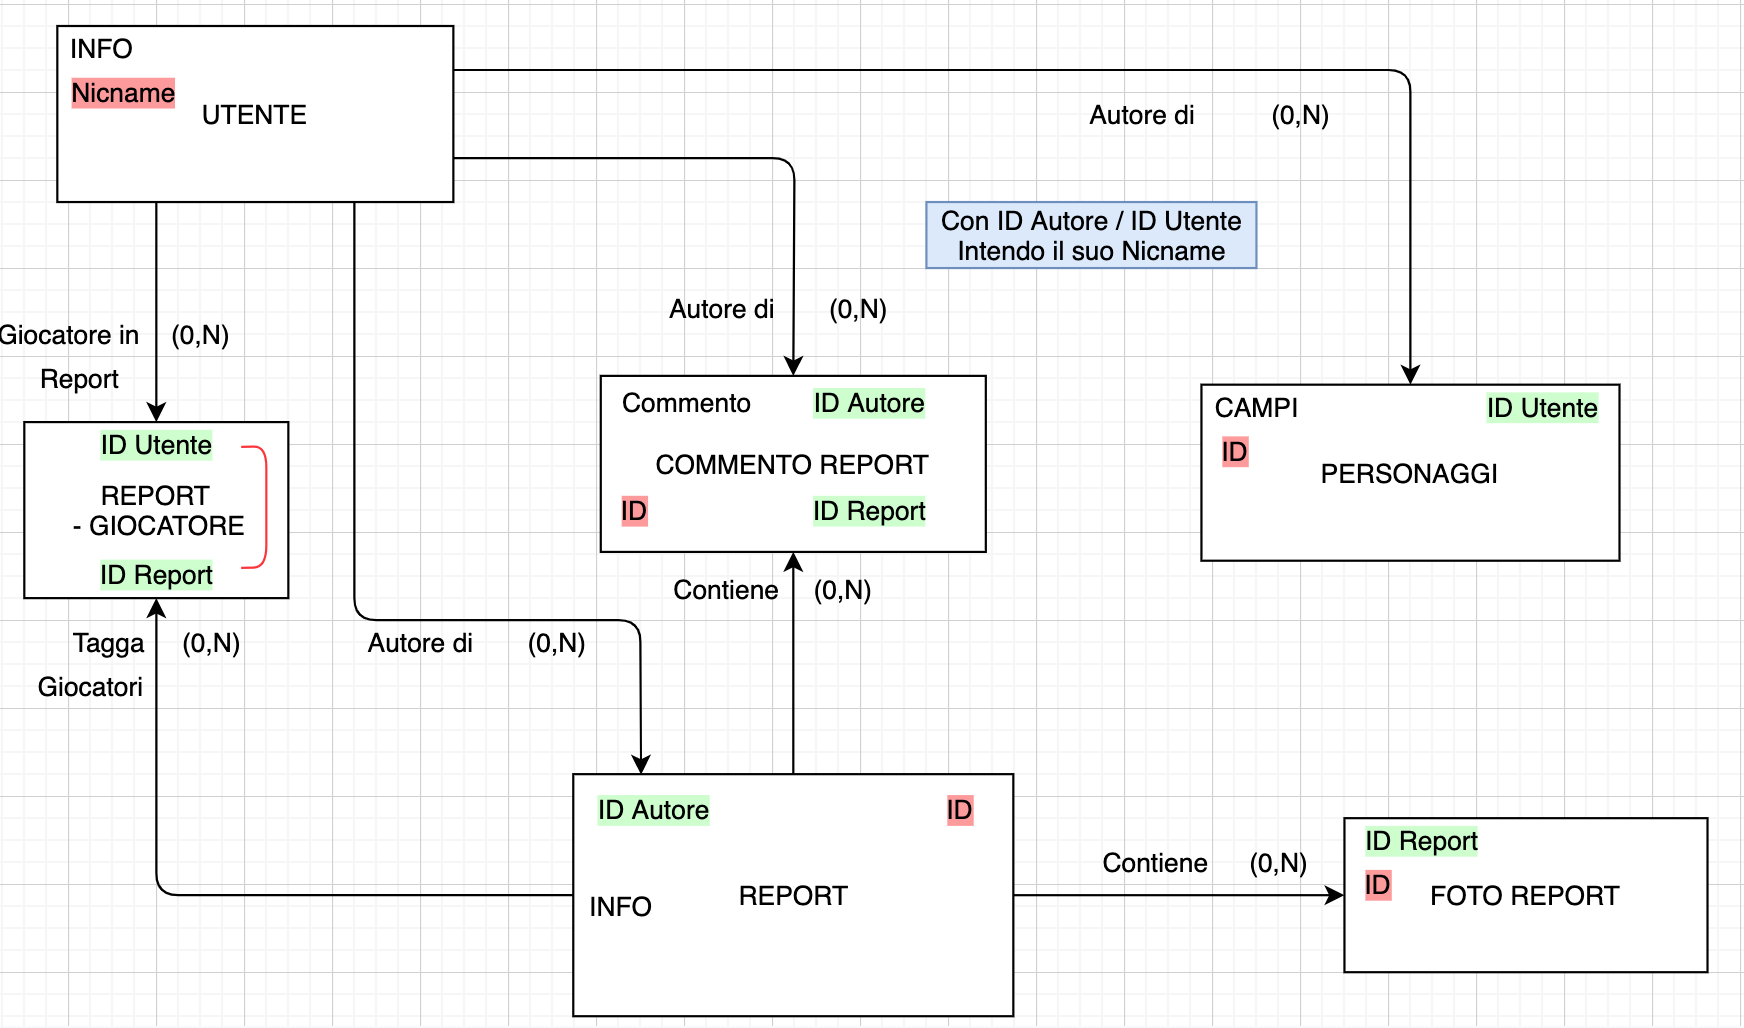 INFO
Nicname
UTENTE
Autore di (0,N)
Con ID Autore / ID Utente
Intendo il suo Nicname
Autore di (0,N)
Giocatore in (0,N)
Report
Commento ID Autore
COMMENTO REPORT
ID ID Report
CAMPI ID Utente
ID
PERSONAGGI
ID Utente
REPORT
- GIOCATORE
ID Report
Contiene (0,N)
Tagga (0,N)
Giocatori
Autore di (0,N)
ID Autore ID
INFO REPORT
Contiene (0,N)
ID Report
ID
FOTO REPORT